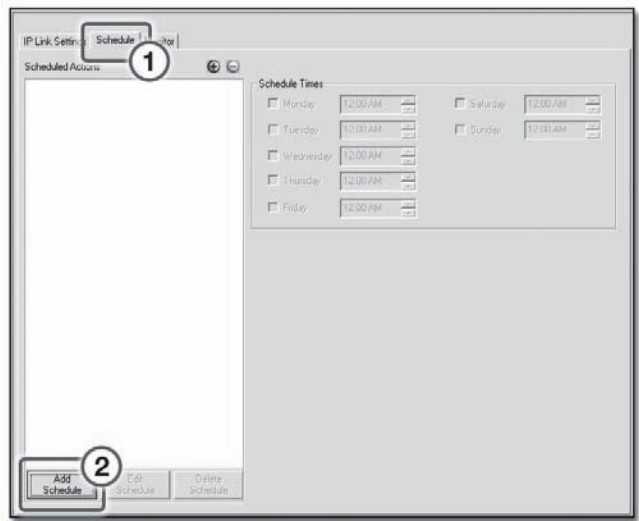 IP Link Settings Schedule Monitor
1
Scheduled Actions
Schedule Times
Monday 12:00 AM Saturday 12:00 AM
Tuesday 12:00 AM Sunday 12:00 AM
Wednesday 12:00 AM
Thursday 12:00 AM
Friday 12:00 AM
2
Add Schedule
Edit Schedule
Delete Schedule